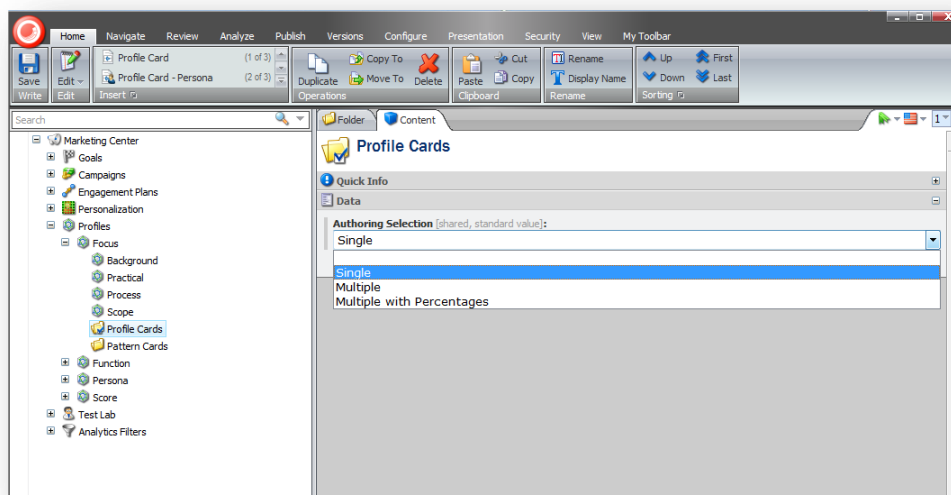 Home Navigate Review Analyze Publish Versions Configure Presentation Security View My Toolbar
Save
Write
Edit
Edit
Profile Card (1 of 3)
Profile Card - Persona (2 of 3)
Insert
Duplicate
Copy To
Move To
Delete
Operations
Paste
Cut
Copy
Clipboard
Rename
Display Name
Rename
Up
Down
First
Last
Sorting
Search
Marketing Center
Goals
Campaigns
Engagement Plans
Personalization
Profiles
Focus
Background
Practical
Process
Scope
Profile Cards
Pattern Cards
Function
Persona
Score
Test Lab
Analytics Filters
Folder Content
1
Profile Cards
Quick Info
Data
Authoring Selection [shared, standard value]:
Single
Single
Multiple
Multiple with Percentages